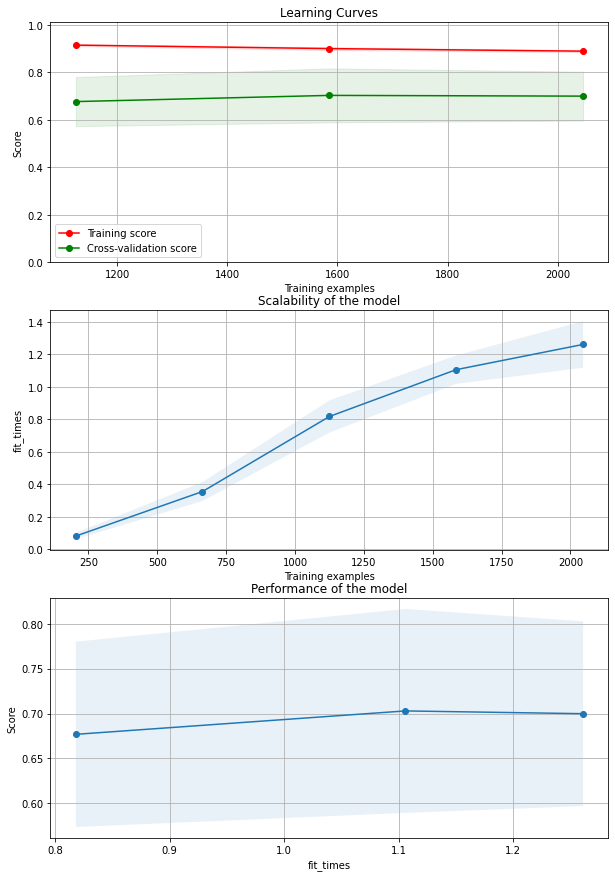 Learning Curves
1.0
0.8
0.6
0.4
0.2
0.0
Score
Training score
Cross-validation score
1200 1400 1600 1800 2000
Training examples
Scalability of the model
1.4
1.2
1.0
0.8
0.6
0.4
0.2
0.0
fit_times
250 500 750 1000 1250 1500 1750 2000
Training examples
Performance of the model
0.80
0.75
0.70
0.65
0.60
Score
0.8 0.9 1.0 1.1 1.2
fit_times